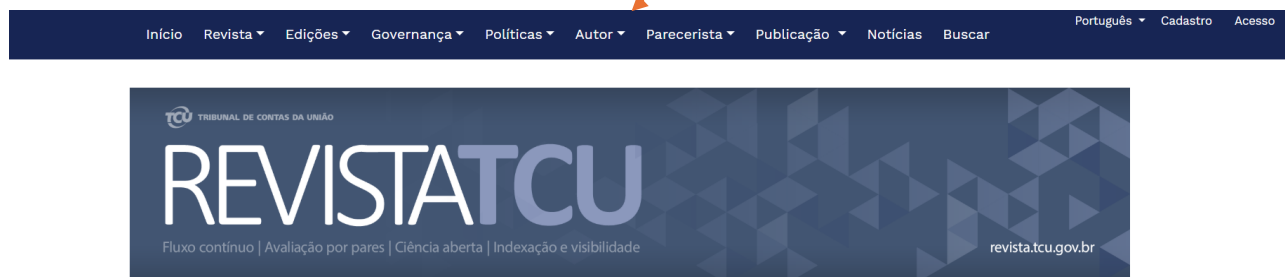 Português Cadastro Acesso
Início Revista Edições Governança Políticas Autor Parecerista Publicação Notícias Buscar
TCU TRIBUNAL DE CONTAS DA UNIÃO
REVISTATCU
Fluxo contínuo | Avaliação por pares | Ciência aberta | Indexação e visibilidade
revista.tcu.gov.br